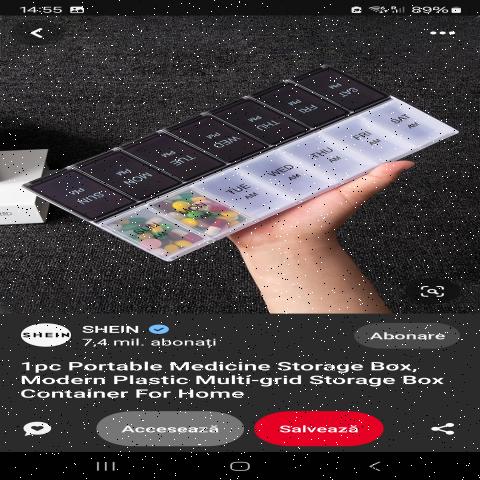 14:55
89%
SAT PM
FRI PM
THU PM
WED PM
TUE PM
MON PM
SUN PM
SAT AM
FRI AM
THU AM
WED AM
TUE AM
SHEIN
SHEIN
7,4 mil. abonați
Abonare
1pc Portable Medicine Storage Box,
Modern Plastic Multi-grid Storage Box
Container For Home
Accesează
Salvează